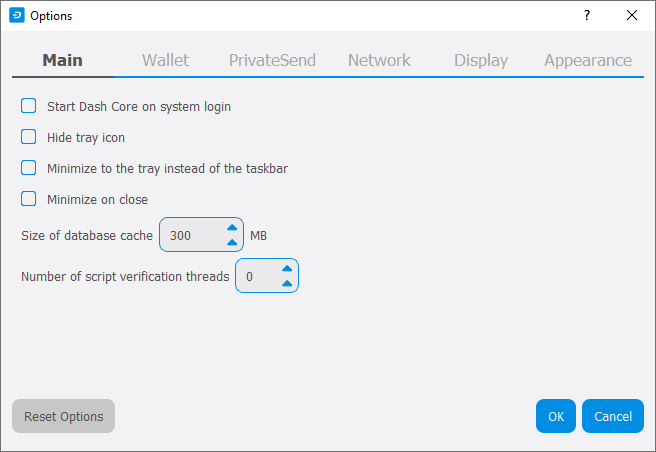 Options
?
Main Wallet PrivateSend Network Display Appearance
Start Dash Core on system login
Hide tray icon
Minimize to the tray instead of the taskbar
Minimize on close
Size of database cache 300 MB
Number of script verification threads 0
Reset Options OK Cancel